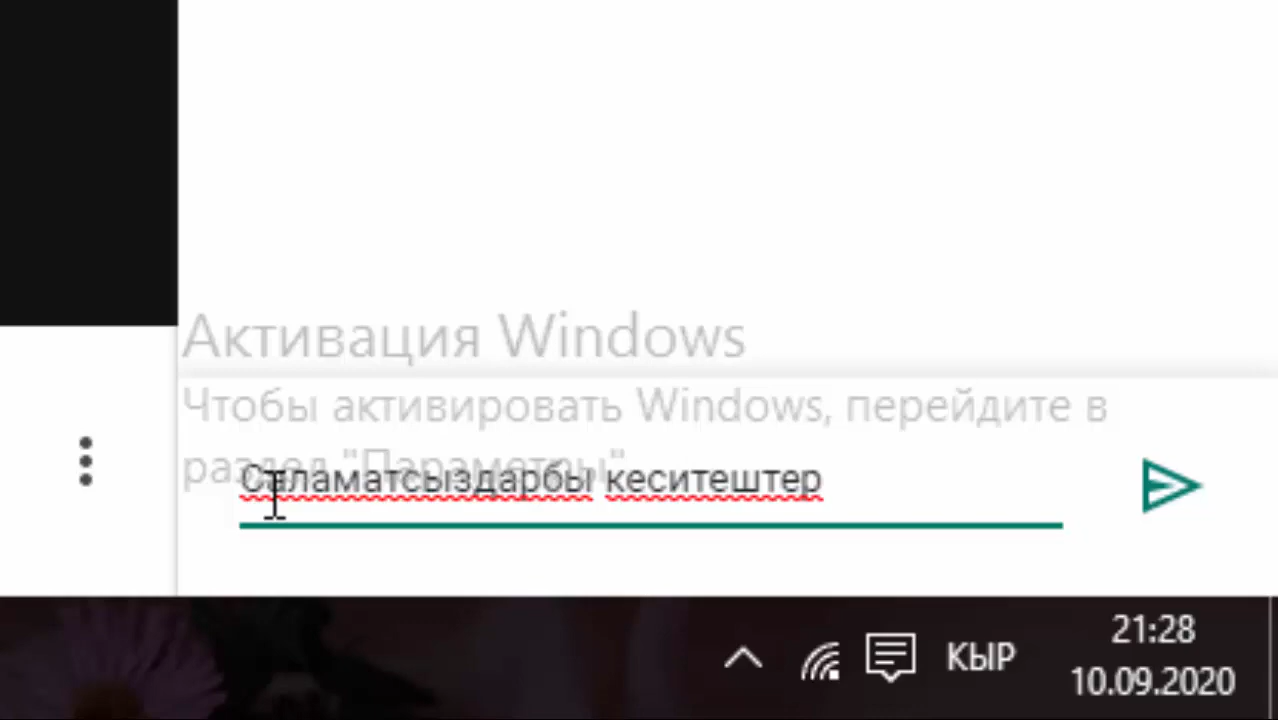 Активация Windows
Чтобы активировать Windows, перейдите в
раздел "Параметры"
Саламатсыздарбы кеситештер
КЫР
21:28
10.09.2020